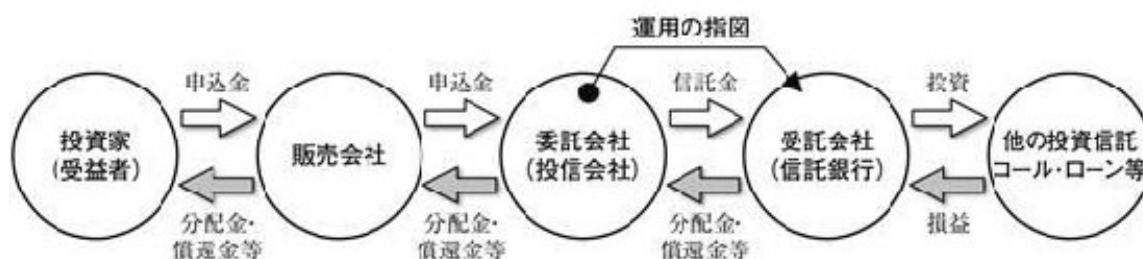 運用の指図
申込金
申込金
信託金
投資
投資家
(受益者)
販売会社
委託会社
(投信会社)
受託会社
(信託銀行)
他の投資信託
コール・ローン等
分配金・
償還金等
分配金・
償還金等
分配金・
償還金等
損益